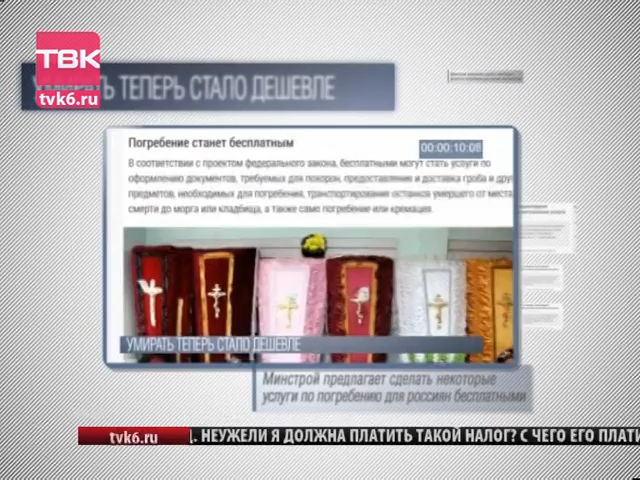 ТВК
tvk6.ru
УМИРАТЬ ТЕПЕРЬ СТАЛО ДЕШЕВЛЕ
Погребение станет бесплатным
00:00:10:08
В соответствии с проектом федерального закона, бесплатными могут стать услуги по
оформлению документов, требуемых для похорон, предоставление и доставка гроба и друг
предметов, необходимых для погребения, транспортирование останков умершего от места
смерти до морга или кладбища, а также само погребение или кремация.
УМИРАТЬ ТЕПЕРЬ СТАЛО ДЕШЕВЛЕ
Минстрой предлагает сделать некоторые
услуги по погребению для россиян бесплатными
tvk6.ru Д. НЕУЖЕЛИ Я ДОЛЖНА ПЛАТИТЬ ТАКОЙ НАЛОГ? С ЧЕГО ЕГО ПЛАТИ